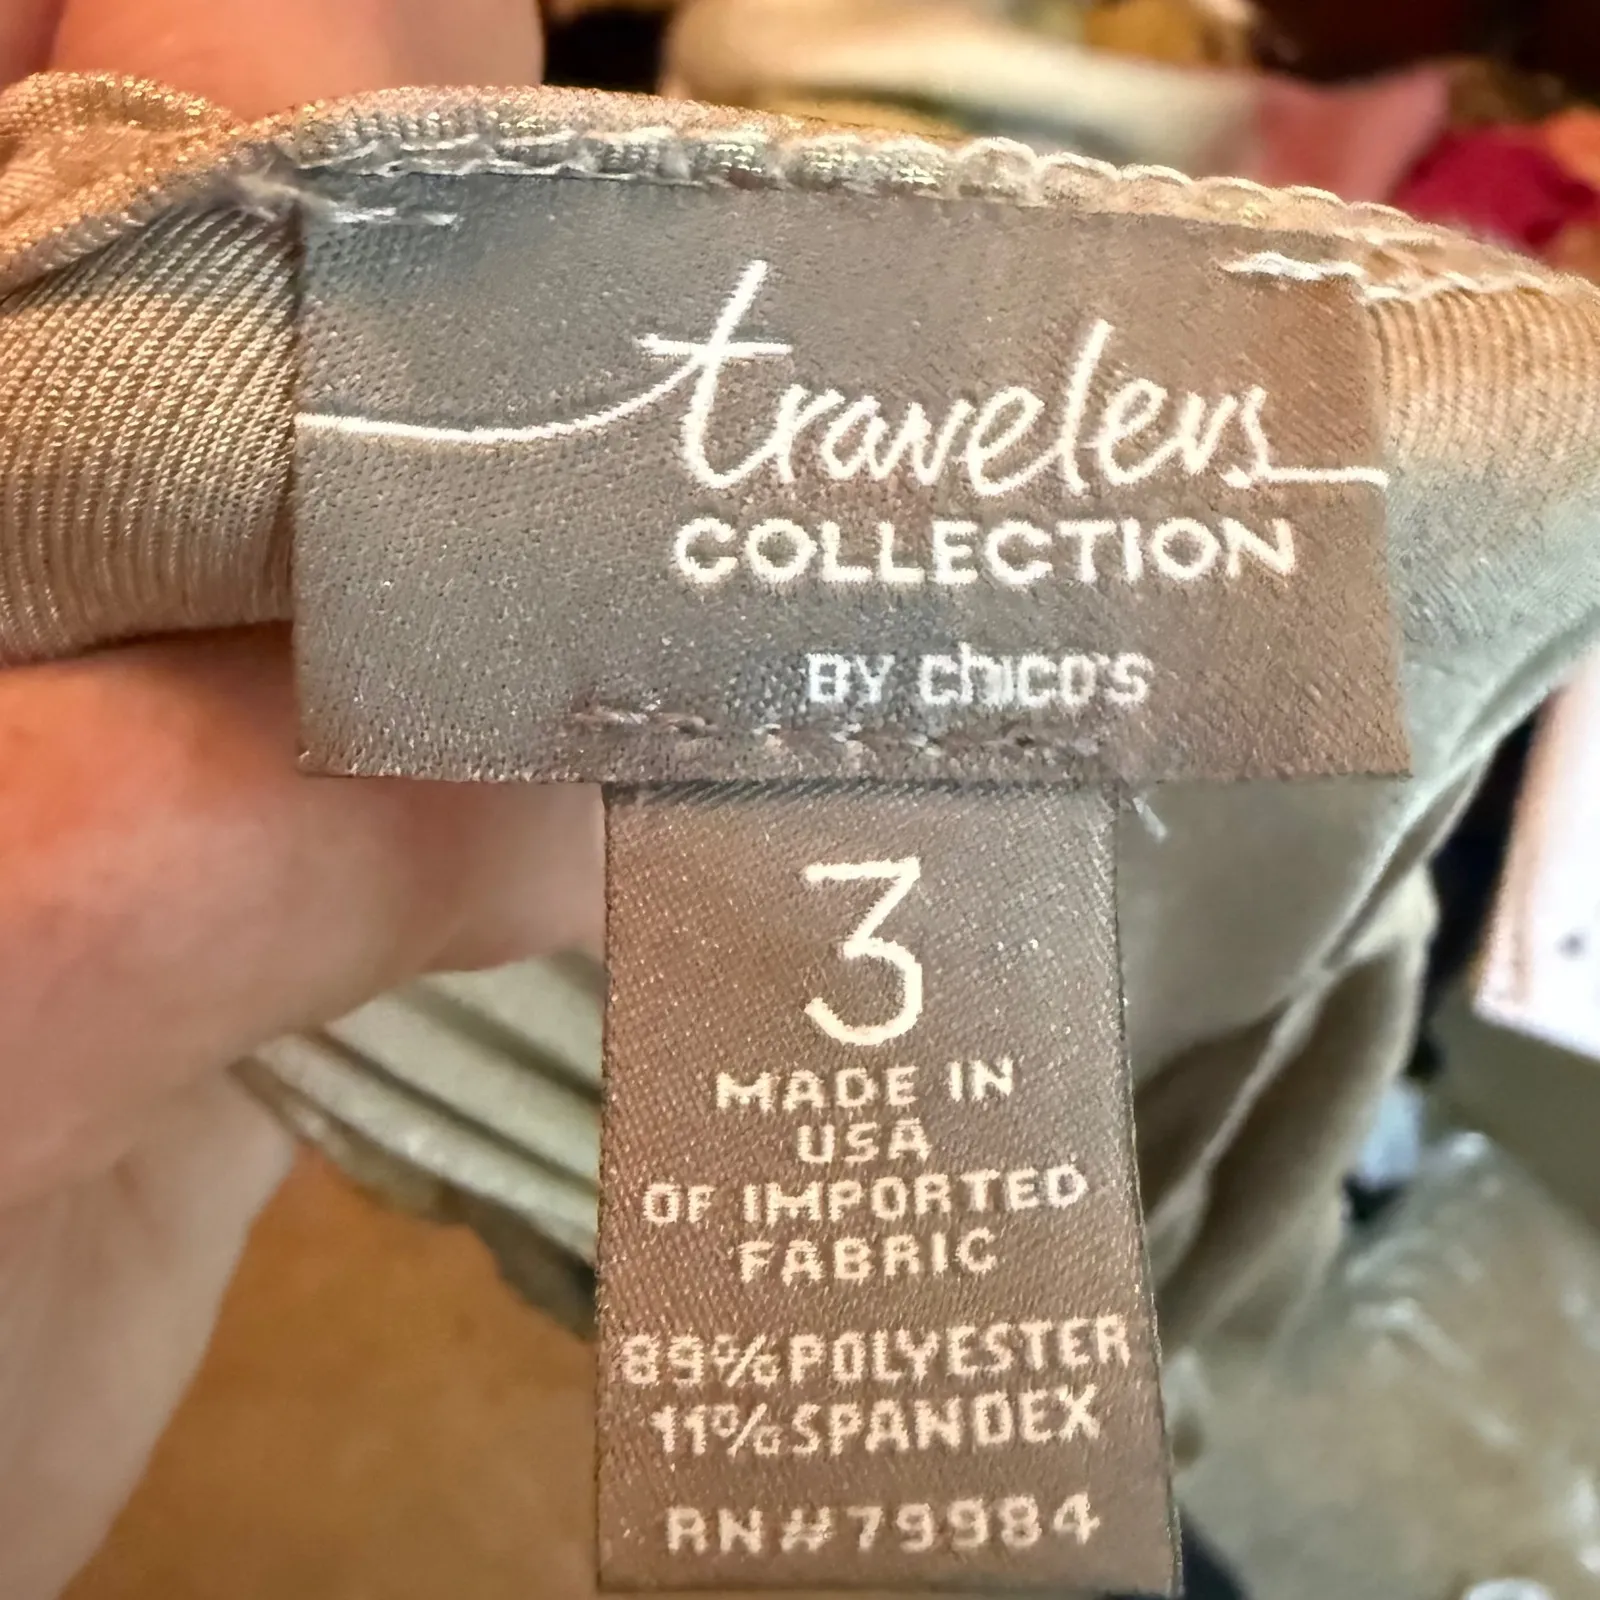 travelers
COLLECTION
BY chico's
3
MADE IN
USA
OF IMPORTED
FABRIC
89% POLYESTER
11% SPANDEX
RN#79984